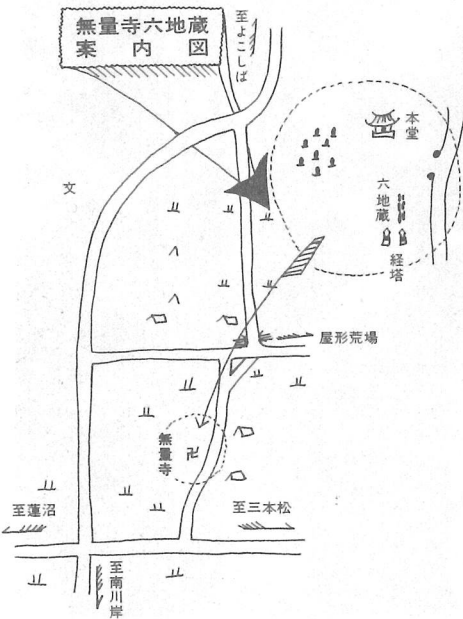 無量寺六地蔵
案内図
至よこしば
本堂
六地蔵
経塔
文
屋形荒場
無量寺
卍
至蓮沼
至三本松
至南川岸